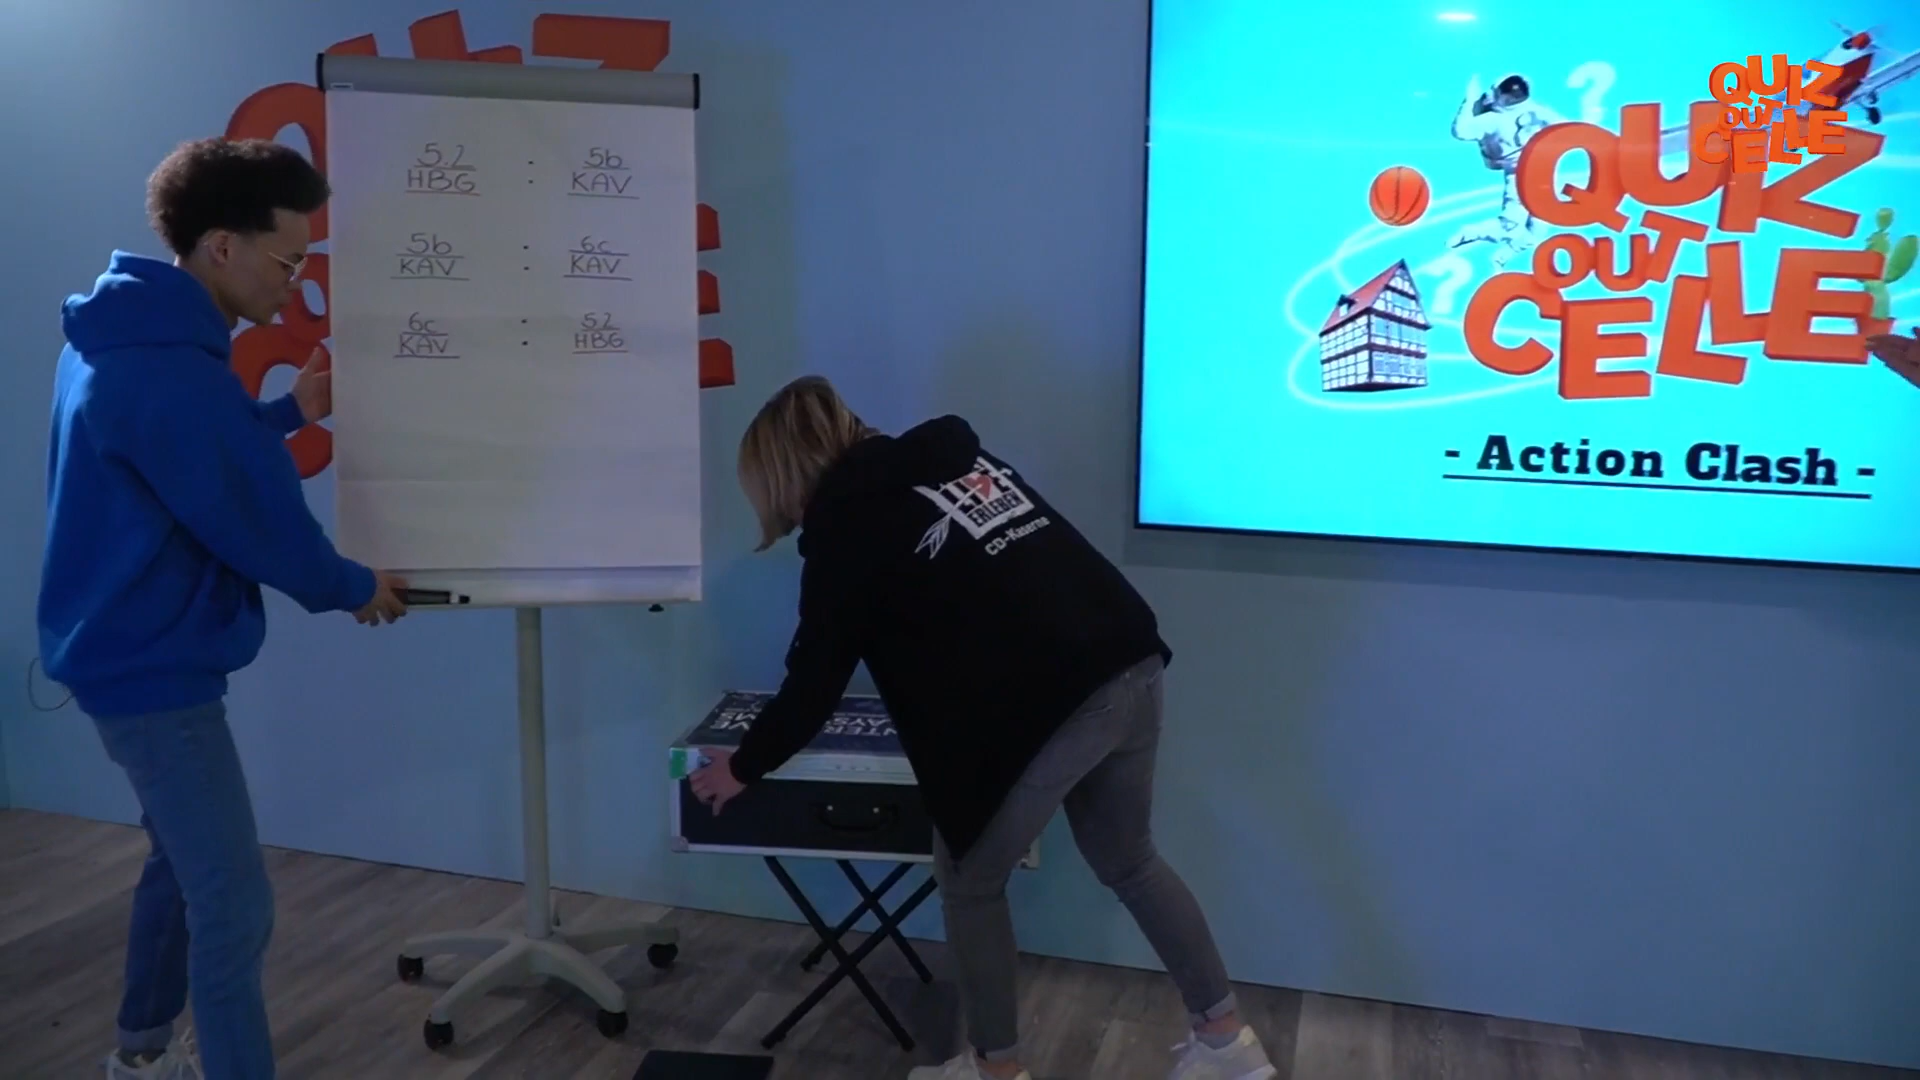 5.2 : 5b
HBG : KAV
5b : 6c
KAV : KAV
6c : 5.2
KAV : HBG
QUIZ
OUT
CELLE
- Action Clash -
QUIZ
OUT
CELLE
ERLEBEN
CD-Kaserne